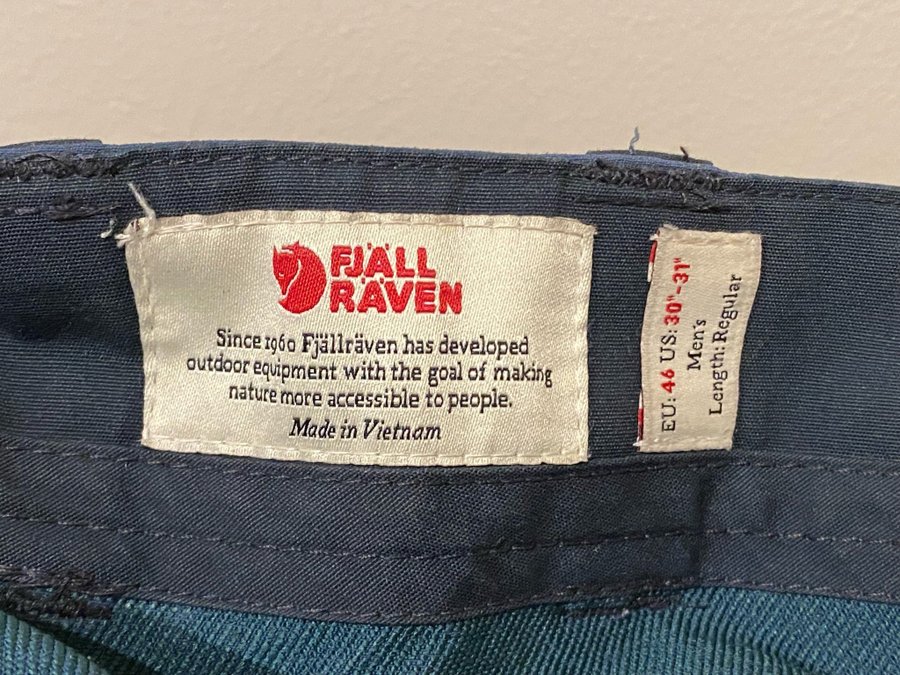 FJÄLL
RÄVEN
Since 1960 Fjällräven has developed
outdoor equipment with the goal of making
nature more accessible to people.
Made in Vietnam
EU: 46 US: 30"-31"
Men's
Length: Regular